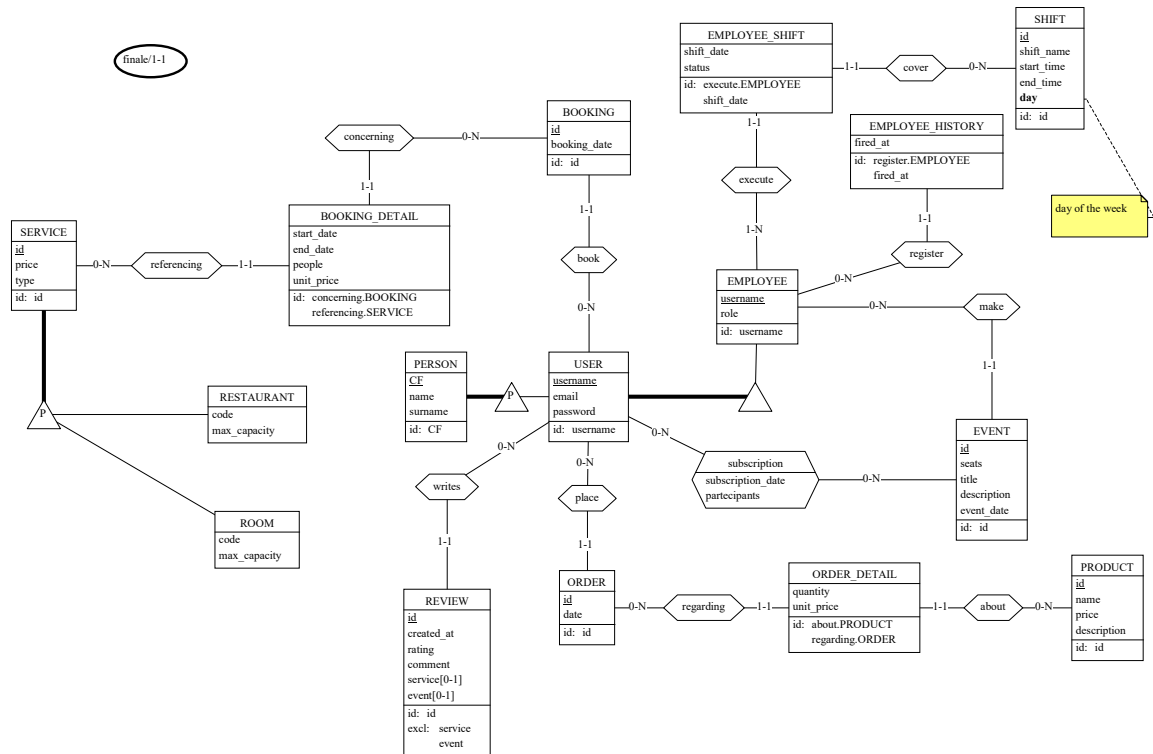 finale/1-1
EMPLOYEE_SHIFT
shift_date
status
id: execute.EMPLOYEE
shift_date
1-1
cover
0-N
SHIFT
id
shift_name
start_time
end_time
day
id: id
day of the week
1-1
execute
1-N
EMPLOYEE_HISTORY
fired_at
id: register.EMPLOYEE
fired_at
1-1
register
0-N
concerning
0-N
1-1
BOOKING
id
booking_date
id: id
1-1
book
0-N
BOOKING_DETAIL
start_date
end_date
people
unit_price
id: concerning.BOOKING
referencing.SERVICE
SERVICE
id
price
type
id: id
0-N
referencing
1-1
P
RESTAURANT
code
max_capacity
ROOM
code
max_capacity
EMPLOYEE
username
role
id: username
0-N
make
1-1
PERSON
CF
name
surname
id: CF
P
USER
username
email
password
id: username
EVENT
id
seats
title
description
event_date
id: id
0-N
subscription
subscription_date
partecipants
0-N
0-N
writes
1-1
0-N
place
1-1
REVIEW
id
created_at
rating
comment
service[0-1]
event[0-1]
id: id
excl: service
event
ORDER
id
date
id: id
0-N
regarding
1-1
ORDER_DETAIL
quantity
unit_price
id: about.PRODUCT
regarding.ORDER
1-1
about
0-N
PRODUCT
id
name
price
description
id: id